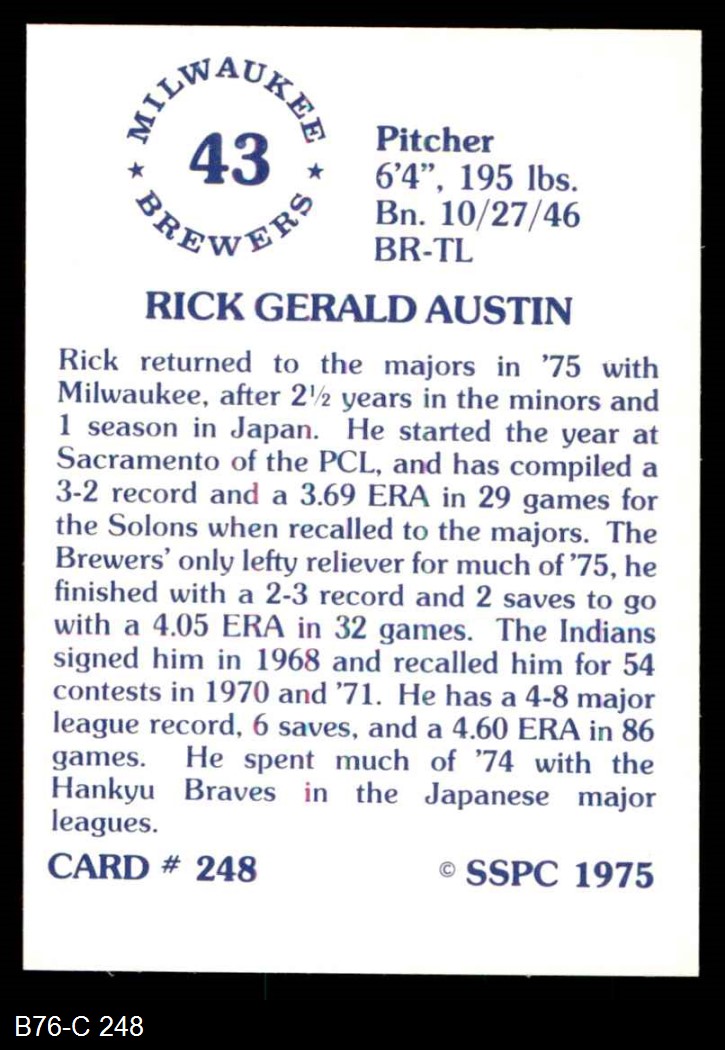 MILWAUKEE
43
★ ★
BREWERS
Pitcher
6'4", 195 lbs.
Bn. 10/27/46
BR-TL
RICK GERALD AUSTIN
Rick returned to the majors in '75 with
Milwaukee, after 2½ years in the minors and
1 season in Japan. He started the year at
Sacramento of the PCL, and has compiled a
3-2 record and a 3.69 ERA in 29 games for
the Solons when recalled to the majors. The
Brewers' only lefty reliever for much of '75, he
finished with a 2-3 record and 2 saves to go
with a 4.05 ERA in 32 games. The Indians
signed him in 1968 and recalled him for 54
contests in 1970 and '71. He has a 4-8 major
league record, 6 saves, and a 4.60 ERA in 86
games. He spent much of '74 with the
Hankyu Braves in the Japanese major
leagues.
CARD # 248 © SSPC 1975
B76-C 248